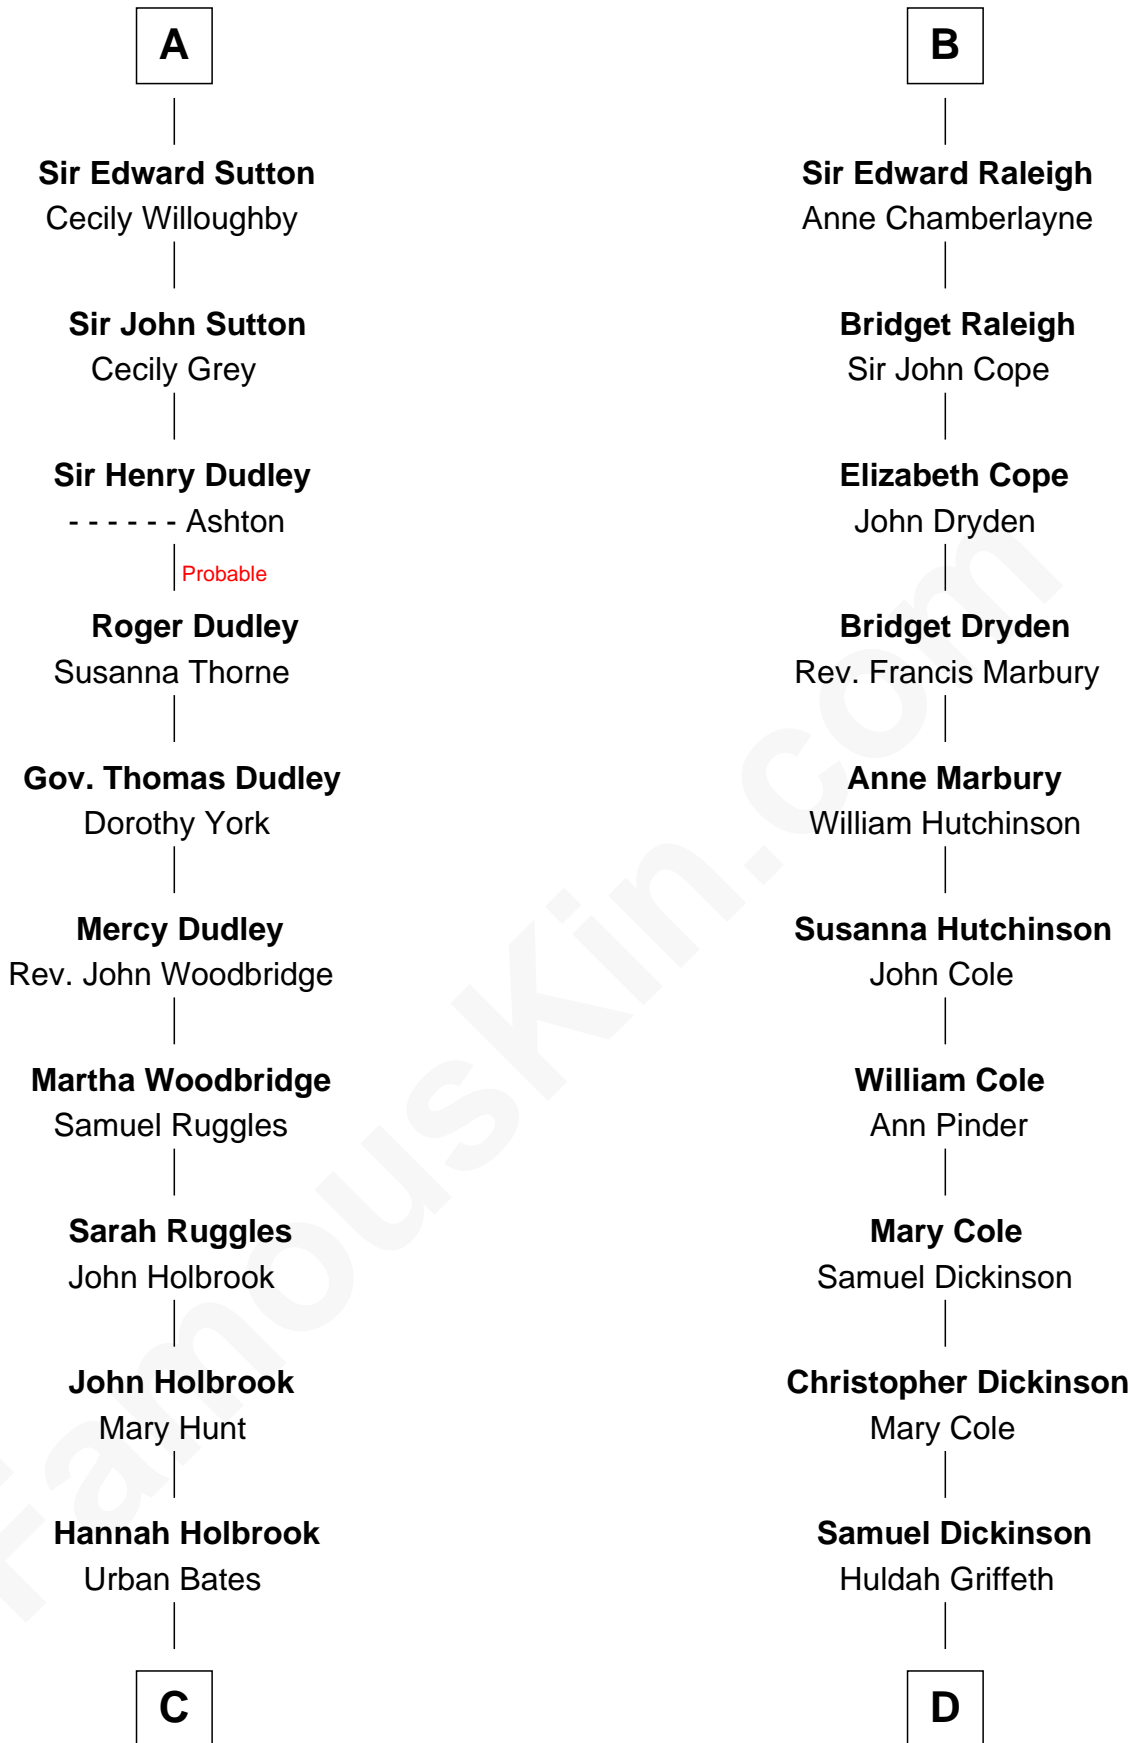 A
Sir Edward Sutton
Cecily Willoughby
Sir John Sutton
Cecily Grey
Sir Henry Dudley
- - - - - - Ashton
Probable
Roger Dudley
Susanna Thorne
Gov. Thomas Dudley
Dorothy York
Mercy Dudley
Rev. John Woodbridge
Martha Woodbridge
Samuel Ruggles
Sarah Ruggles
John Holbrook
John Holbrook
Mary Hunt
Hannah Holbrook
Urban Bates
C
B
Sir Edward Raleigh
Anne Chamberlayne
Bridget Raleigh
Sir John Cope
Elizabeth Cope
John Dryden
Bridget Dryden
Rev. Francis Marbury
Anne Marbury
William Hutchinson
Susanna Hutchinson
John Cole
William Cole
Ann Pinder
Mary Cole
Samuel Dickinson
Christopher Dickinson
Mary Cole
Samuel Dickinson
Huldah Griffeth
D
FamousKin.com